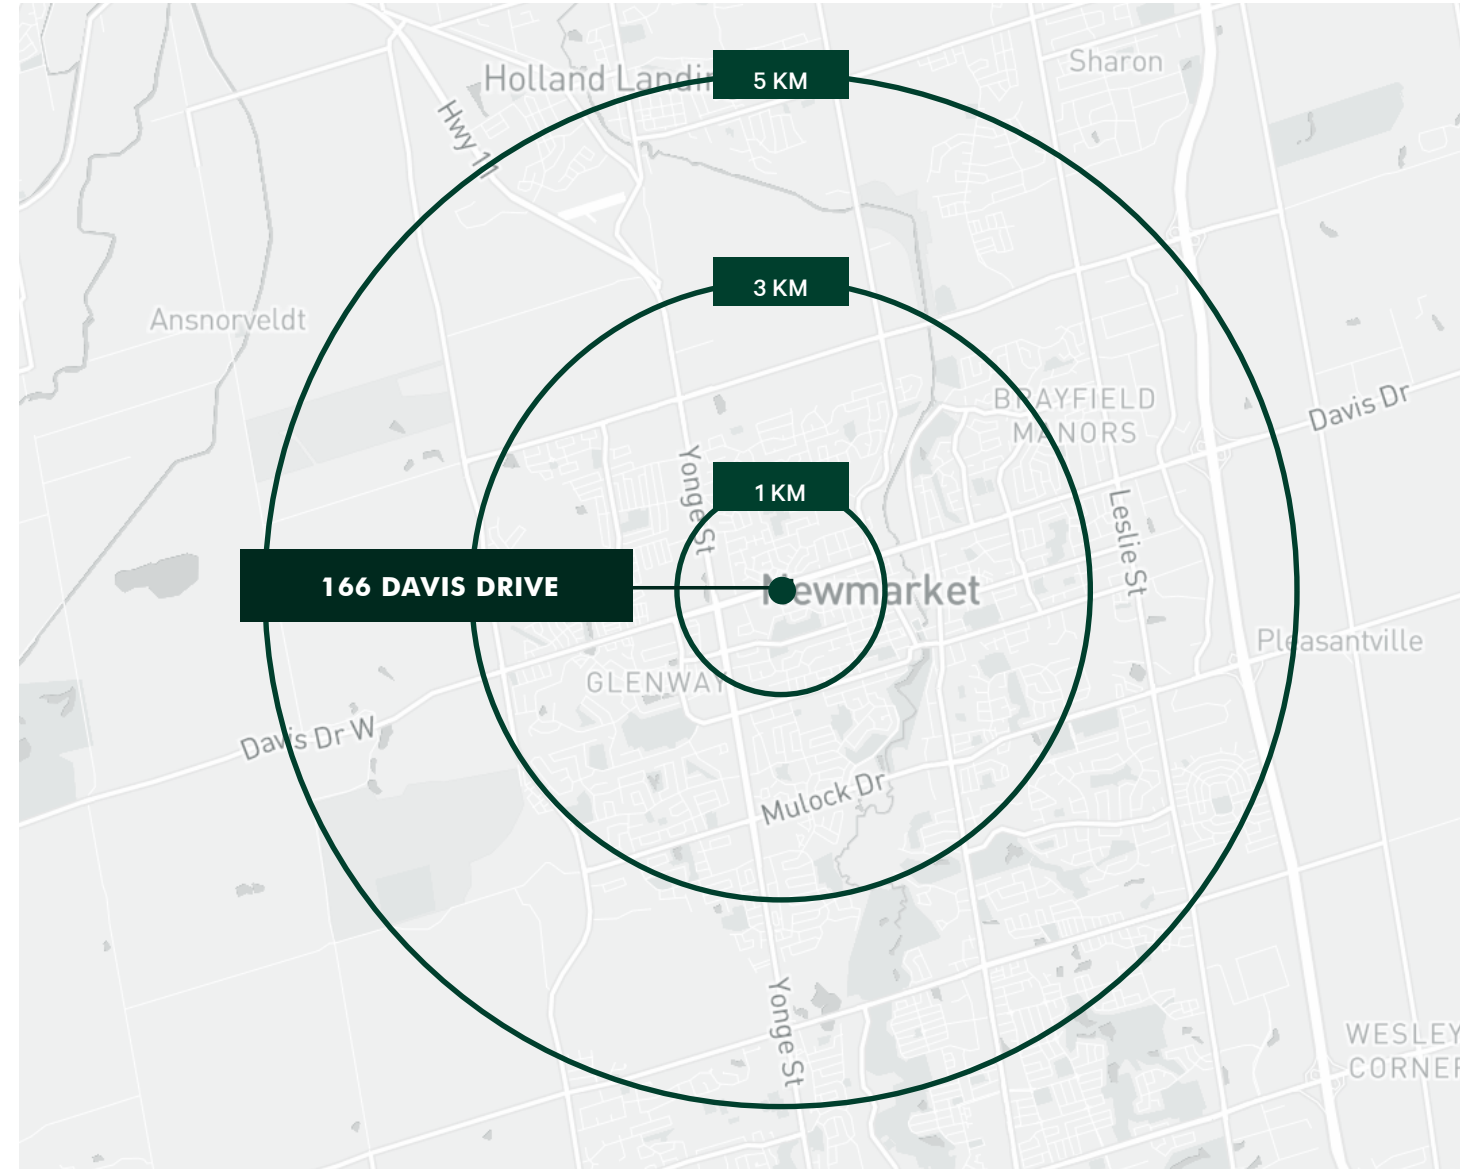 5 KM
Sharon
Holland Landin
Hwy 11
3 KM
Ansnorveldt
BRAYFIELD
MANORS
Davis Dr
Yonge St
1 KM
Leslie St
166 DAVIS DRIVE
Newmarket
Pleasantville
GLENWAY
Davis Dr W
Mulock Dr
Yonge St
WESLEY
CORNER